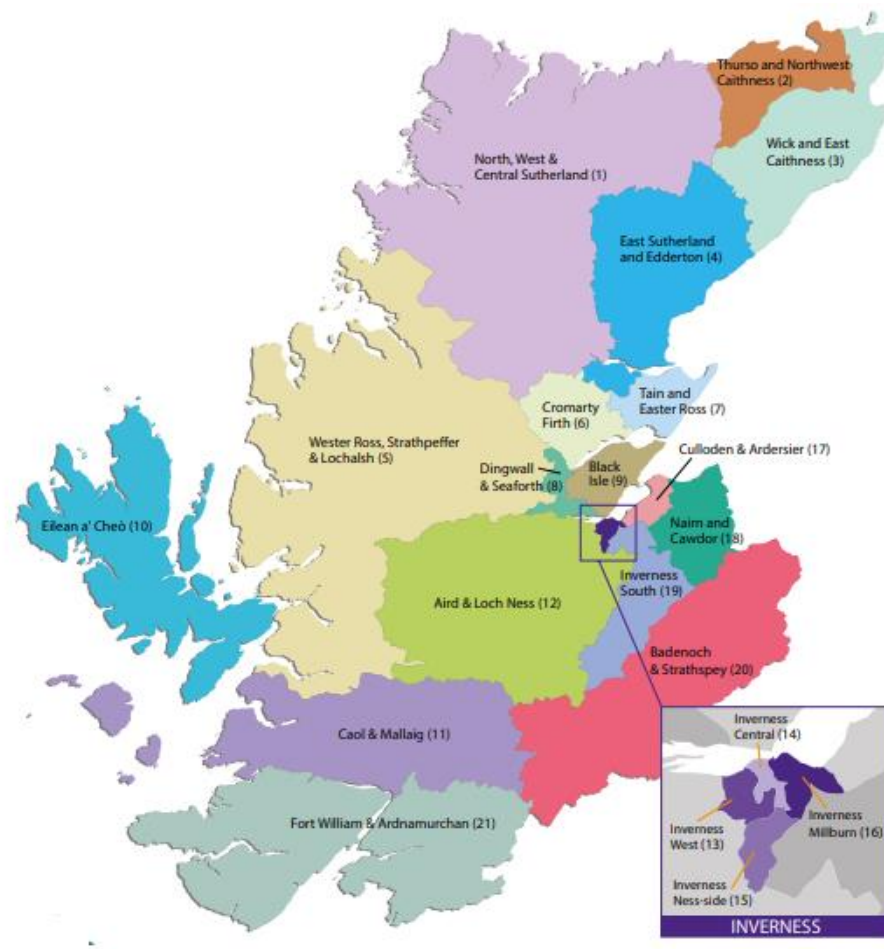 Thurso and Northwest
Caithness (2)
Wick and East
Caithness (3)
North, West &
Central Sutherland (1)
East Sutherland
and Edderton (4)
Tain and
Easter Ross (7)
Cromarty
Firth (6)
Wester Ross, Strathpeffer
& Lochalsh (5)
Culloden & Ardersier (17)
Dingwall
& Seaforth (8)
Black
Isle (9)
Eilean a' Cheò (10)
Nairn and
Cawdor (18)
Inverness
South (19)
Aird & Loch Ness (12)
Badenoch
& Strathspey (20)
Caol & Mallaig (11)
Fort William & Ardnamurchan (21)
Inverness
Central (14)
Inverness
West (13)
Inverness
Millburn (16)
Inverness
Ness-side (15)
INVERNESS